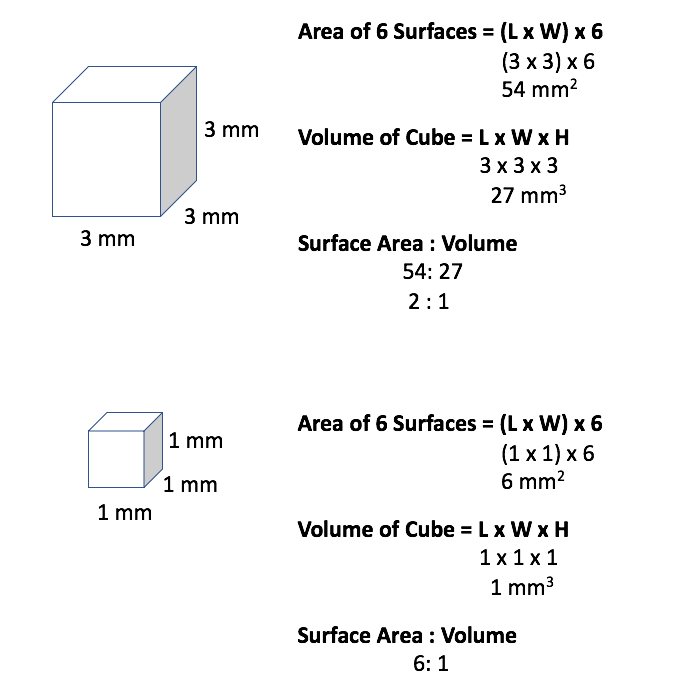 Area of 6 Surfaces = (L x W) x 6
(3 x 3) x 6
54 mm²
3 mm
3 mm
3 mm
Volume of Cube = L x W x H
3 x 3 x 3
27 mm³
Surface Area : Volume
54: 27
2 : 1
Area of 6 Surfaces = (L x W) x 6
(1 x 1) x 6
6 mm²
1 mm
1 mm
1 mm
Volume of Cube = L x W x H
1 x 1 x 1
1 mm³
Surface Area : Volume
6: 1